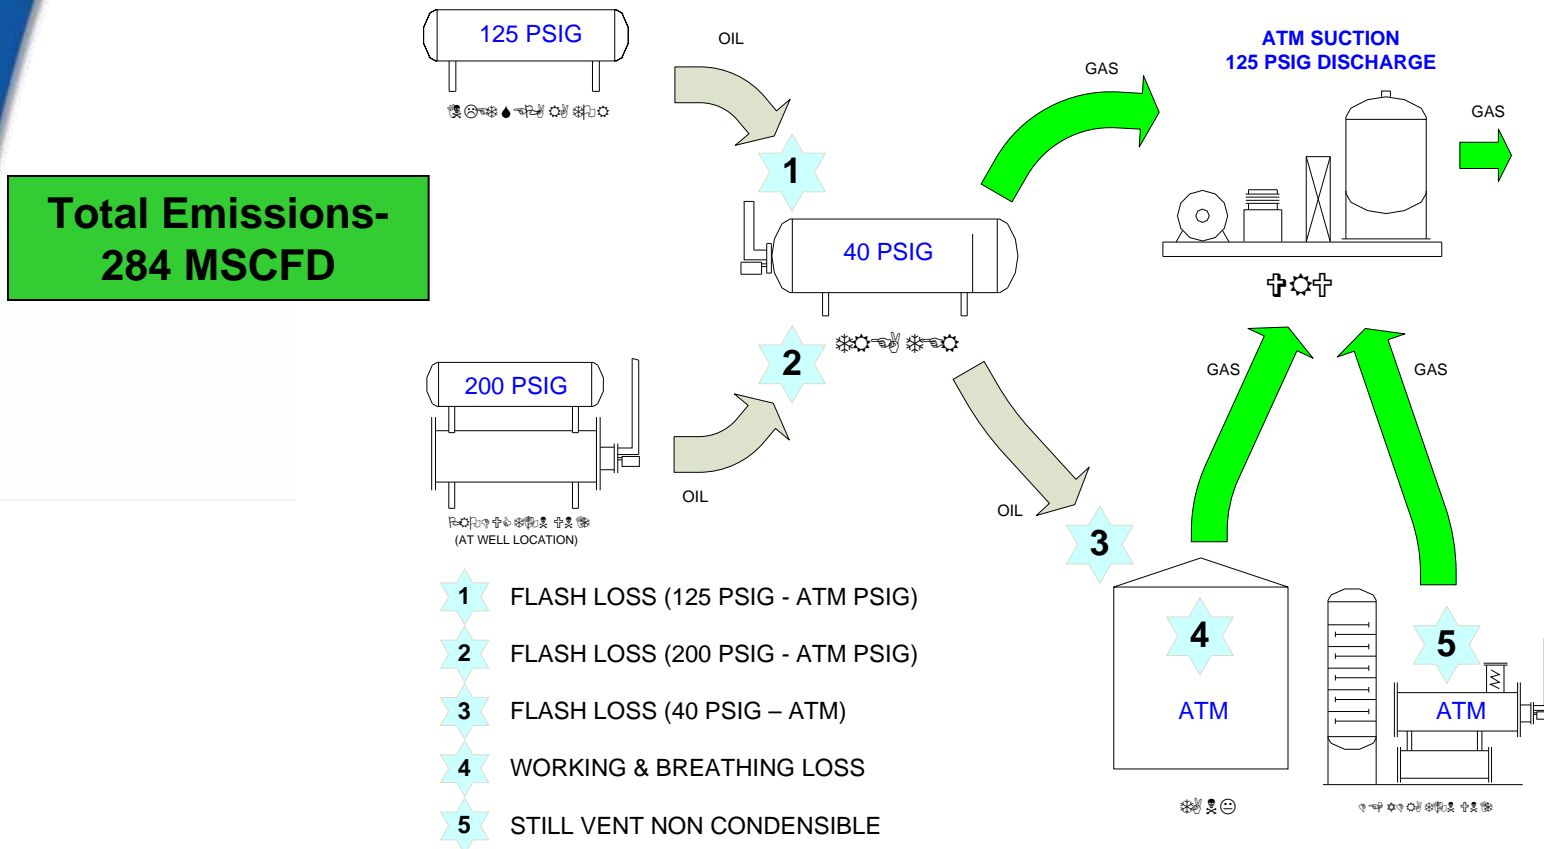 125 PSIG
OIL
ATM SUCTION
125 PSIG DISCHARGE
GAS
GAS
1
Total Emissions-
284 MSCFD
40 PSIG
2
200 PSIG
GAS
GAS
OIL
OIL
(AT WELL LOCATION)
3
1 FLASH LOSS (125 PSIG - ATM PSIG)
2 FLASH LOSS (200 PSIG - ATM PSIG)
3 FLASH LOSS (40 PSIG – ATM)
4 WORKING & BREATHING LOSS
5 STILL VENT NON CONDENSIBLE
4
ATM
5
ATM